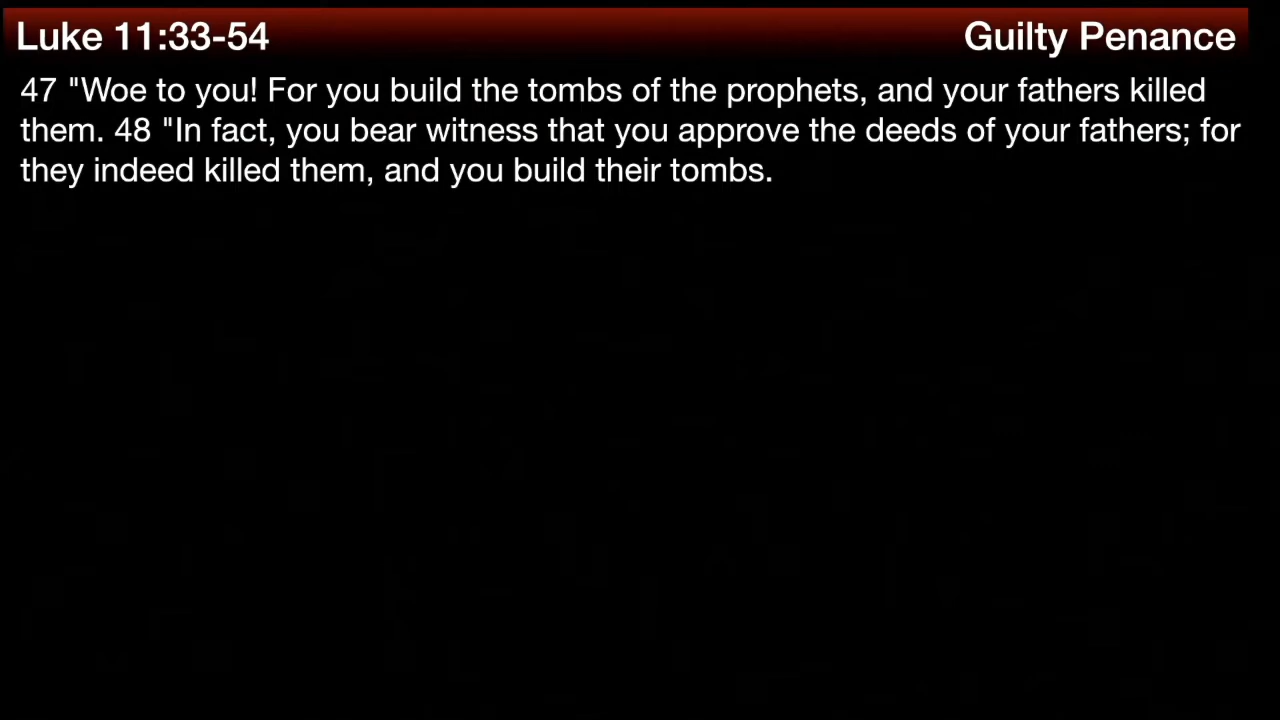 Luke 11:33-54 Guilty Penance
47 "Woe to you! For you build the tombs of the prophets, and your fathers killed
them. 48 "In fact, you bear witness that you approve the deeds of your fathers; for
they indeed killed them, and you build their tombs.